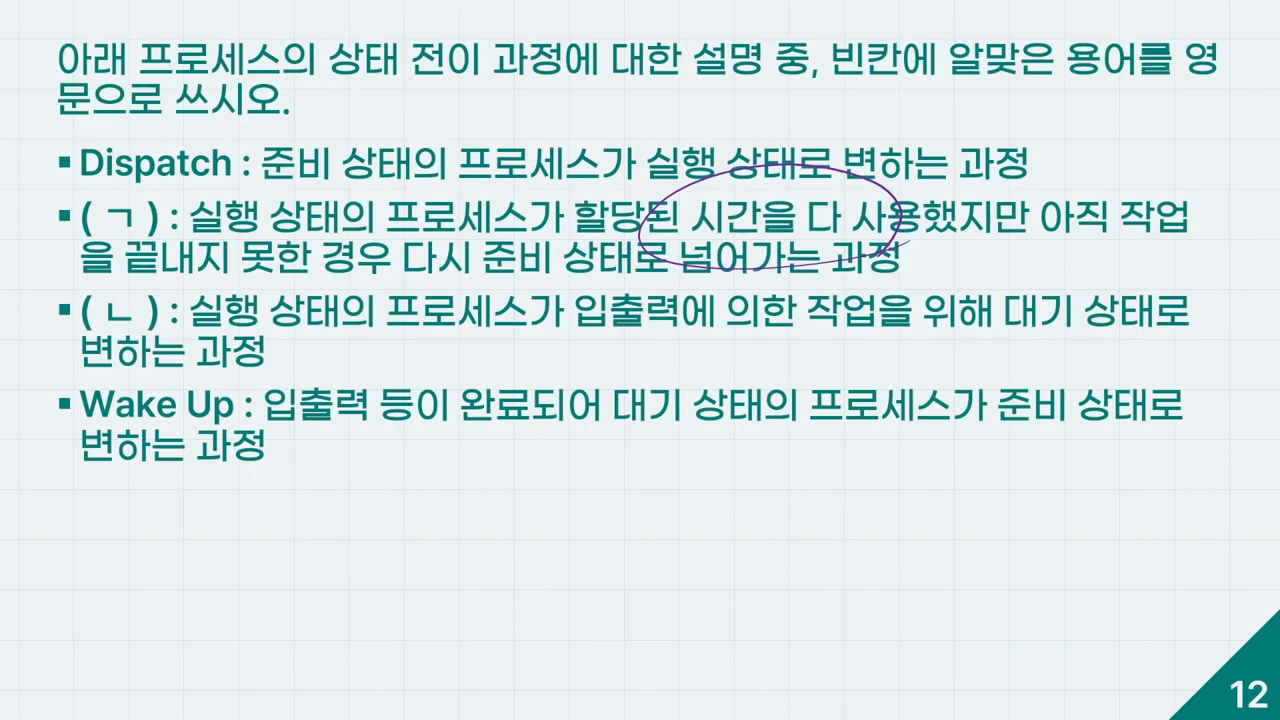 아래 프로세스의 상태 전이 과정에 대한 설명 중, 빈칸에 알맞은 용어를 영
문으로 쓰시오.
▪ Dispatch : 준비 상태의 프로세스가 실행 상태로 변하는 과정
▪ ( ㄱ ) : 실행 상태의 프로세스가 할당된 시간을 다 사용했지만 아직 작업
을 끝내지 못한 경우 다시 준비 상태로 넘어가는 과정
▪ ( ㄴ ) : 실행 상태의 프로세스가 입출력에 의한 작업을 위해 대기 상태로
변하는 과정
▪ Wake Up : 입출력 등이 완료되어 대기 상태의 프로세스가 준비 상태로
변하는 과정
12